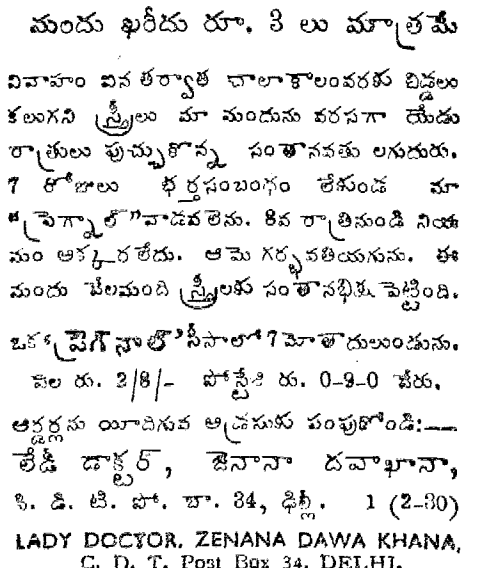 మందు ఖరీదు రూ. 3 లు మాత్రమే
వివాహం ఐన తర్వాత చాలా కాలంవరకు బిడ్డలు
కలుగని స్త్రీలు మా మందును వరసగా యేడు
రాత్రులు పుచ్చుకొన్న సంతానవతు లగుదురు.
7 రోజులు భర్తసంబంగం లేకుండ మా
"ప్రెగ్నాల్" వాడవలెను. 8వ రాత్రినుండి నియ
మం అక్కరలేదు. ఆమె గర్భవతియగును. ఈ
మందు వేలమంది స్త్రీలకు సంతానభిక్ష పెట్టింది.
ఒక "ప్రెగ్నాల్" సీసాలో 7 మోతాదులుండును.
వెల రు. 2/8/- పోస్టేజి రు. 0-9-0 వేరు.
ఆర్డర్లను యీదిగువ అడ్రసుకు పంపుకోండి:—
లేడీ డాక్టర్, జెనానా దవాఖానా,
సి. డి. టి. పో. బా. 34, ఢిల్లీ. 1 (2-30)
LADY DOCTOR, ZENANA DAWA KHANA,
C. D. T. Post Box 34. DELHI.